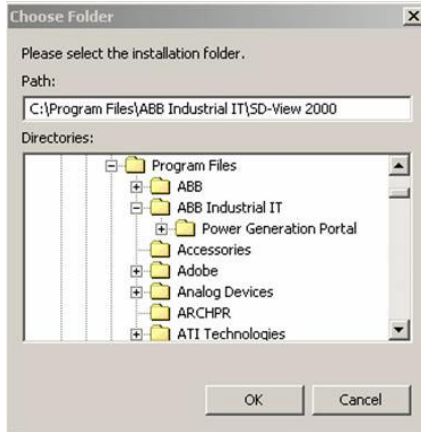 Choose Folder
Please select the installation folder.
Path:
C:\Program Files\ABB Industrial IT\SD-View 2000
Directories:
Program Files
ABB
ABB Industrial IT
Power Generation Portal
Accessories
Adobe
Analog Devices
ARCHPR
ATI Technologies
OK Cancel